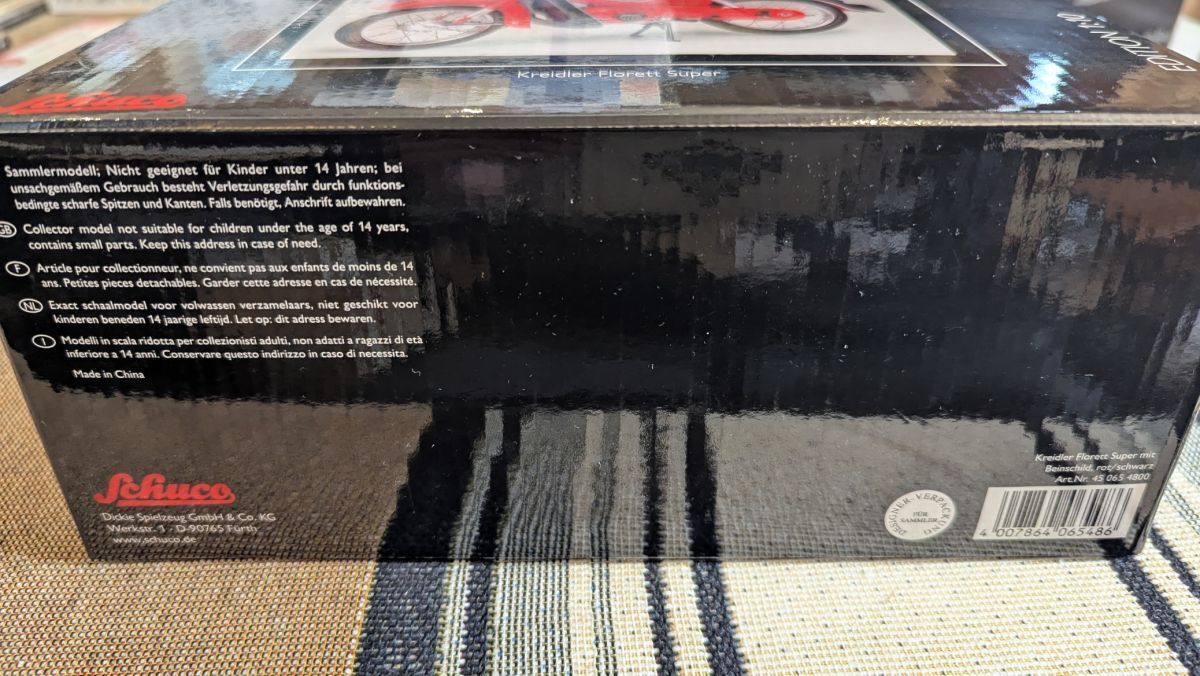 EDITION 1:10
Kreidler Florett Super
Schuco
Sammlermodell; Nicht geeignet für Kinder unter 14 Jahren; bei
unsachgemäßem Gebrauch besteht Verletzungsgefahr durch funktions-
bedingte scharfe Spitzen und Kanten. Falls benötigt, Anschrift aufbewahren.
GB Collector model not suitable for children under the age of 14 years,
contains small parts. Keep this address in case of need.
F Article pour collectionneur, ne convient pas aux enfants de moins de 14
ans. Petites pieces detachables. Garder cette adresse en cas de nécessité.
NL Exact schaalmodel voor volwassen verzamelaars, niet geschikt voor
kinderen beneden 14 jaarige leftijd. Let op: dit adress bewaren.
I Modelli in scala ridotta per collezionisti adulti, non adatti a ragazzi di età
inferiore a 14 anni. Conservare questo indirizzo in caso di necessita.
Made in China
Schuco
Dickie Spielzeug GmbH & Co. KG
Werkstr. 1 - D-90765 Fürth
www.schuco.de
DESIGNER-VERPACKUNG
FÜR
SAMMLER
Kreidler Florett Super mit
Beinschild, rot/schwarz
Art.Nr. 45 065 4800
4 007864 065486